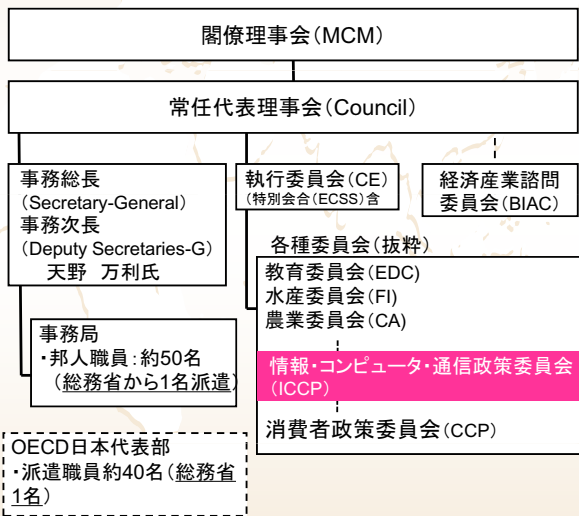 閣僚理事会(MCM)
常任代表理事会(Council)
事務総長
(Secretary-General)
事務次長
(Deputy Secretaries-G)
天野 万利氏
執行委員会(CE)
(特別会合(ECSS)含
経済産業諮問
委員会(BIAC)
各種委員会(抜粋)
教育委員会(EDC)
水産委員会(FI)
農業委員会(CA)
情報・コンピュータ・通信政策委員会
(ICCP)
消費者政策委員会(CCP)
事務局
・邦人職員:約50名
(総務省から1名派遣)
OECD日本代表部
・派遣職員約40名(総務省
1名)